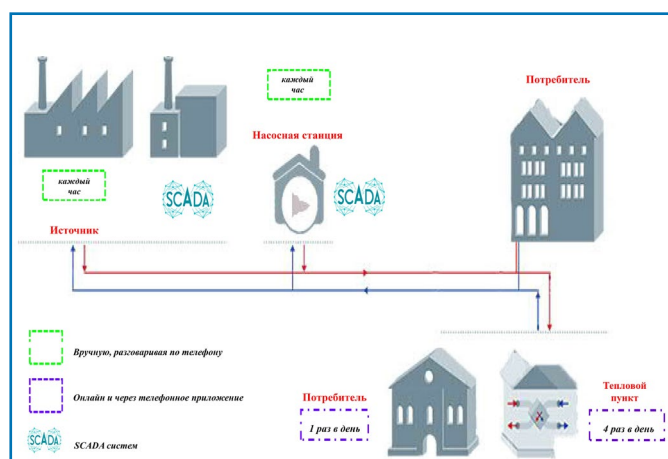 каждый
час
Потребитель
Насосная станция
каждый
час
SCADA
SCADA
Источник
Вручную, разговаривая по телефону
Онлайн и через телефонное приложение
SCADA
SCADA систем
Потребитель
1 раз в день
Тепловой
пункт
4 раз в день